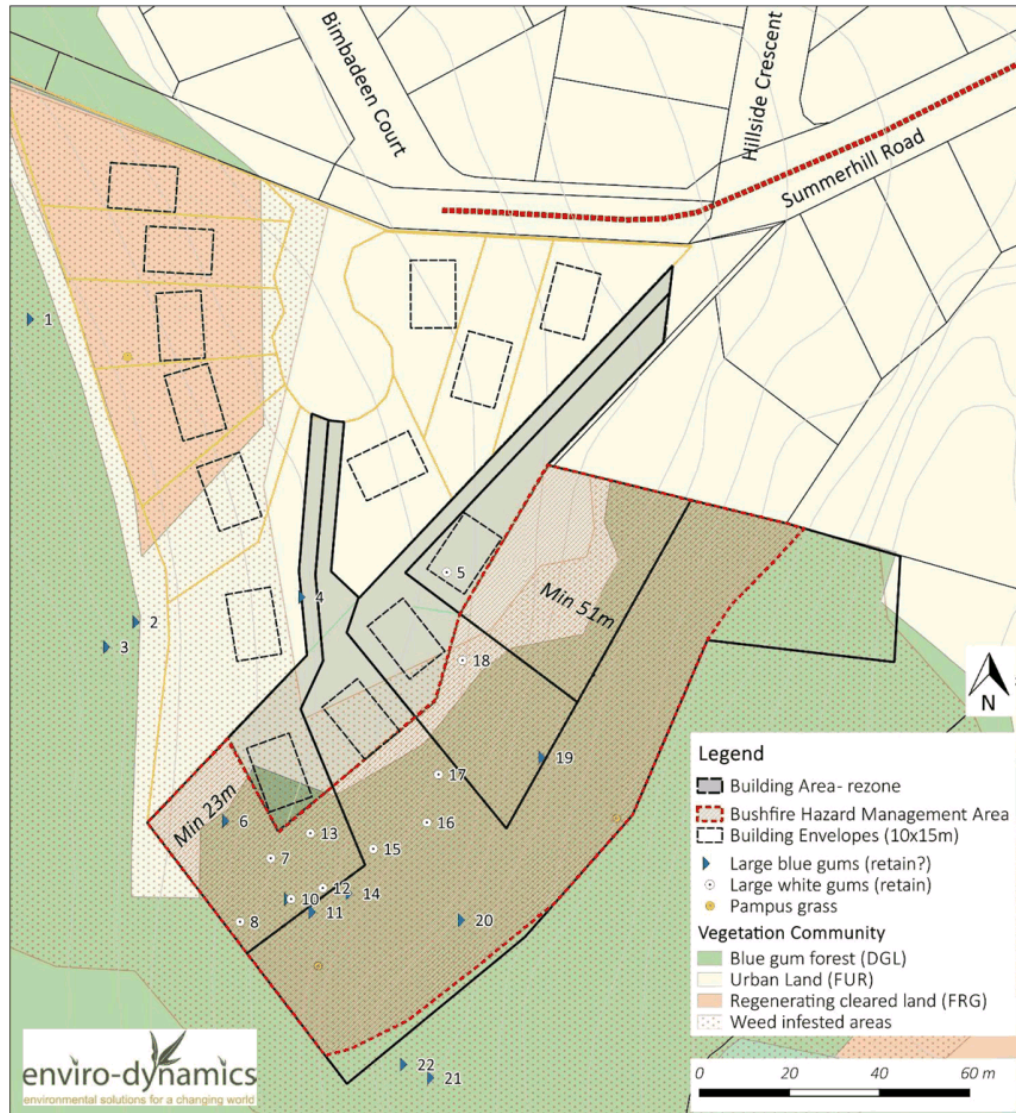 Bimbadeen Court
Hillside Crescent
Summerhill Road
1
2
3
4
5
Min 51m
18
19
17
Min 23m
6
16
13
15
7
12
14
10
11
8
20
22
21
N
Legend
Building Area- rezone
Bushfire Hazard Management Area
Building Envelopes (10x15m)
Large blue gums (retain?)
Large white gums (retain)
Pampus grass
Vegetation Community
Blue gum forest (DGL)
Urban Land (FUR)
Regenerating cleared land (FRG)
Weed infested areas
0 20 40 60 m
enviro-dynamics
environmental solutions for a changing world